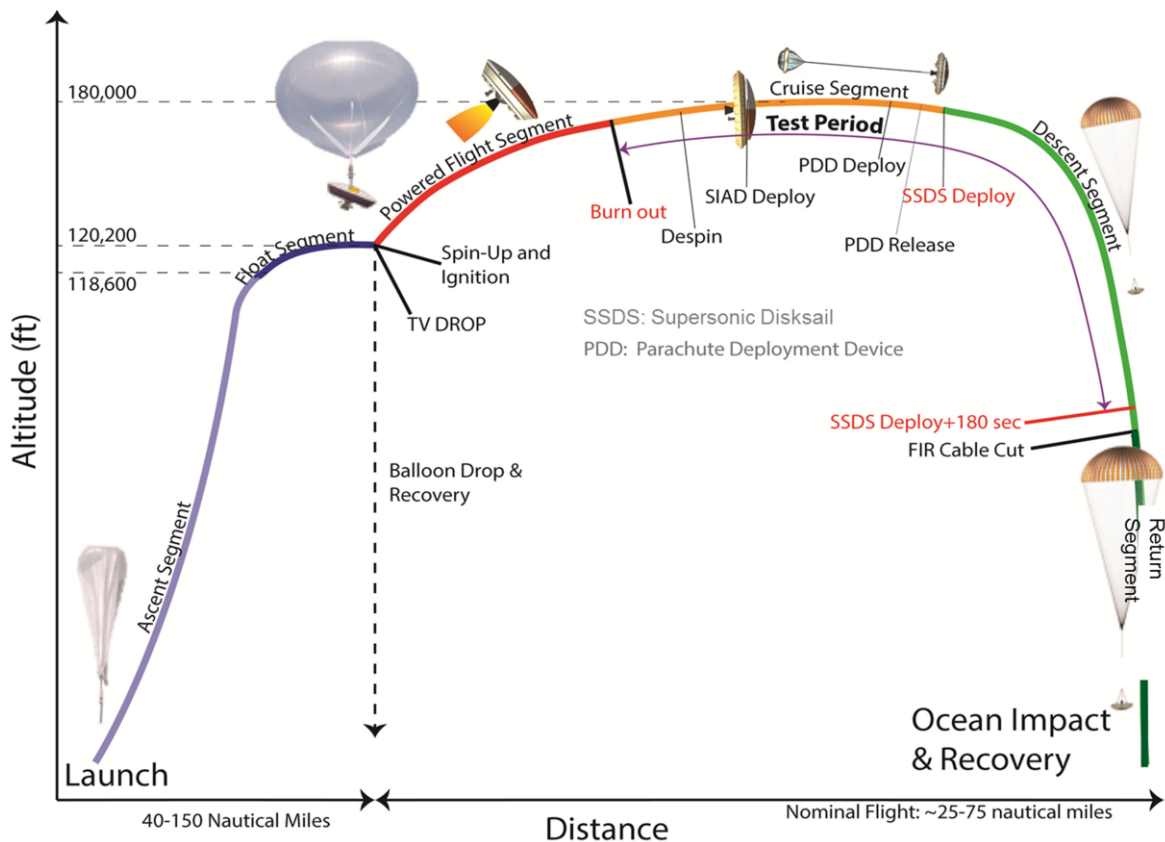 180,000
120,200
118,600
Altitude (ft)
Launch
Ascent Segment
Float Segment
Powered Flight Segment
Cruise Segment
Test Period
Descent Segment
Burn out
Despin
SIAD Deploy
PDD Deploy
PDD Release
SSDS Deploy
Spin-Up and
Ignition
TV DROP
SSDS: Supersonic Disksail
PDD: Parachute Deployment Device
SSDS Deploy+180 sec
FIR Cable Cut
Balloon Drop &
Recovery
Return
Segment
Ocean Impact
& Recovery
40-150 Nautical Miles
Distance
Nominal Flight: ~25-75 nautical miles